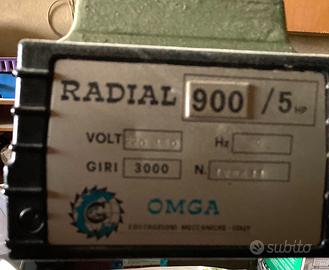 RADIAL 900 /5 HP
VOLT Hz
GIRI 3000 N.
OMGA
COSTRUZIONI MECCANICHE - ITALY
subito